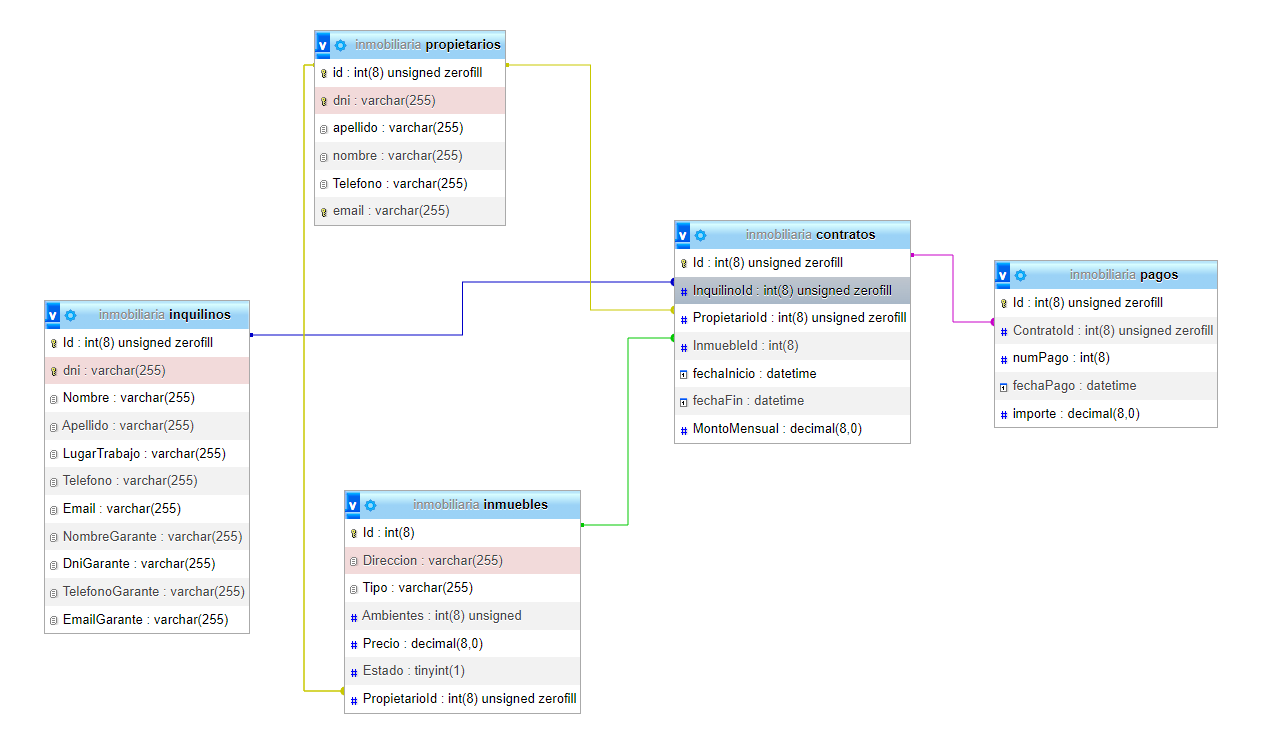 inmobiliaria propietarios
id : int(8) unsigned zerofill
dni : varchar(255)
apellido : varchar(255)
nombre : varchar(255)
Telefono : varchar(255)
email : varchar(255)
inmobiliaria inquilinos
Id : int(8) unsigned zerofill
dni : varchar(255)
Nombre : varchar(255)
Apellido : varchar(255)
LugarTrabajo : varchar(255)
Telefono : varchar(255)
Email : varchar(255)
NombreGarante : varchar(255)
DniGarante : varchar(255)
TelefonoGarante : varchar(255)
EmailGarante : varchar(255)
inmobiliaria inmuebles
Id : int(8)
Direccion : varchar(255)
Tipo : varchar(255)
Ambientes : int(8) unsigned
Precio : decimal(8,0)
Estado : tinyint(1)
PropietarioId : int(8) unsigned zerofill
inmobiliaria contratos
Id : int(8) unsigned zerofill
InquilinoId : int(8) unsigned zerofill
PropietarioId : int(8) unsigned zerofill
InmuebleId : int(8)
fechaInicio : datetime
fechaFin : datetime
MontoMensual : decimal(8,0)
inmobiliaria pagos
Id : int(8) unsigned zerofill
ContratoId : int(8) unsigned zerofill
numPago : int(8)
fechaPago : datetime
importe : decimal(8,0)